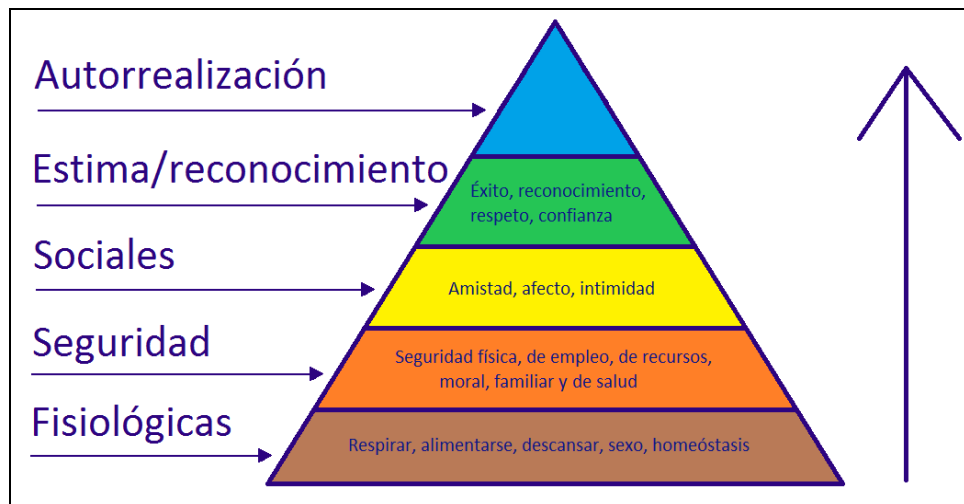 Autorrealización
Estima/reconocimiento
Éxito, reconocimiento,
respeto, confianza
Sociales
Amistad, afecto, intimidad
Seguridad
Seguridad física, de empleo, de recursos,
moral, familiar y de salud
Fisiológicas
Respirar, alimentarse, descansar, sexo, homeóstasis